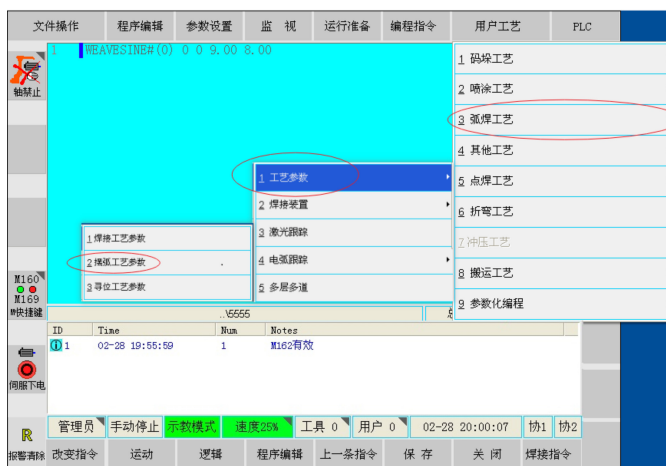 文件操作 程序编辑 参数设置 监 视 运行准备 编程指令 用户工艺 PLC
1 WEAVESINE#(0) 0 0 9.00 8.00
轴禁止
1 码垛工艺
2 喷涂工艺
3 弧焊工艺
4 其他工艺
5 点焊工艺
6 折弯工艺
7 冲压工艺
8 搬运工艺
9 参数化编程
1 工艺参数
2 焊接装置
3 激光跟踪
4 电弧跟踪
5 多层多道
1 焊接工艺参数
2 摆弧工艺参数
3 寻位工艺参数
M160
M169
M快捷键
..\5555
ID Time Num Notes
1 02-28 19:55:59 1 M162有效
伺服下电
管理员 手动停止 示教模式 速度25% 工具 0 用户 0 02-28 20:00:07 协1 协2
R
报警清除 改变指令 运动 逻辑 程序编辑 上一条指令 保 存 关 闭 焊接指令